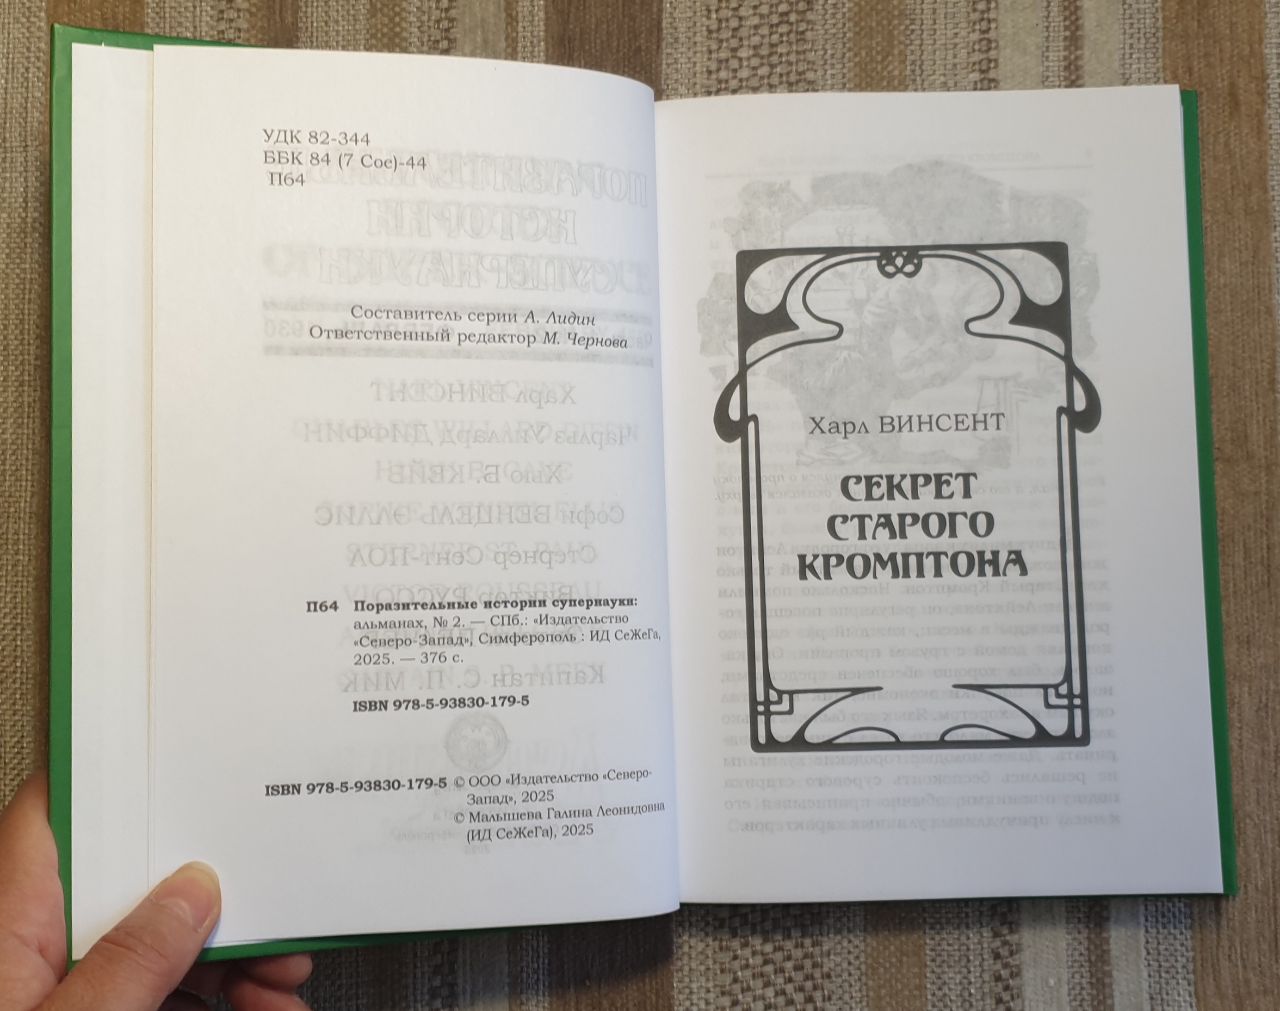 УДК 82-344
ББК 84 (7 Сое)-44
П64
Составитель серии А. Лидин
Ответственный редактор М. Чернова
П64 Поразительные истории супернауки:
альманах, № 2. — СПб.: «Издательство
«Северо-Запад», Симферополь : ИД СеЖеГа,
2025. — 376 с.
ISBN 978-5-93830-179-5
ISBN 978-5-93830-179-5 © ООО «Издательство «Северо-
Запад», 2025
© Малышева Галина Леонидовна
(ИД СеЖеГа), 2025
Харл ВИНСЕНТ
СЕКРЕТ
СТАРОГО
КРОМПТОНА